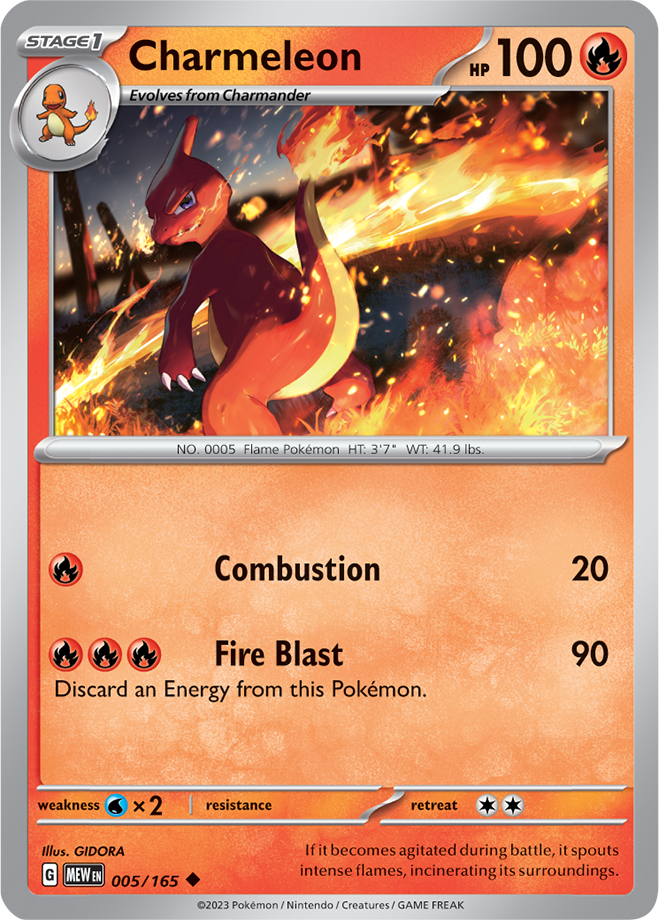 STAGE1
Charmeleon
HP 100
Evolves from Charmander
NO. 0005 Flame Pokémon HT: 3'7" WT: 41.9 lbs.
Combustion 20
Fire Blast 90
Discard an Energy from this Pokémon.
weakness ×2 resistance retreat
Illus. GIDORA
If it becomes agitated during battle, it spouts
intense flames, incinerating its surroundings.
G MEW EN 005/165
©2023 Pokémon / Nintendo / Creatures / GAME FREAK